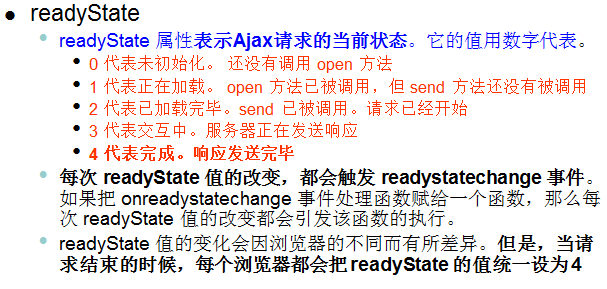 readyState
readyState 属性表示Ajax请求的当前状态。它的值用数字代表。
0 代表未初始化。 还没有调用 open 方法
1 代表正在加载。 open 方法已被调用，但 send 方法还没有被调用
2 代表已加载完毕。send 已被调用。请求已经开始
3 代表交互中。服务器正在发送响应
4 代表完成。响应发送完毕
每次 readyState 值的改变，都会触发 readystatechange 事件。
如果把 onreadystatechange 事件处理函数赋给一个函数，那么每
次 readyState 值的改变都会引发该函数的执行。
readyState 值的变化会因浏览器的不同而有所差异。但是，当请
求结束的时候，每个浏览器都会把 readyState 的值统一设为 4